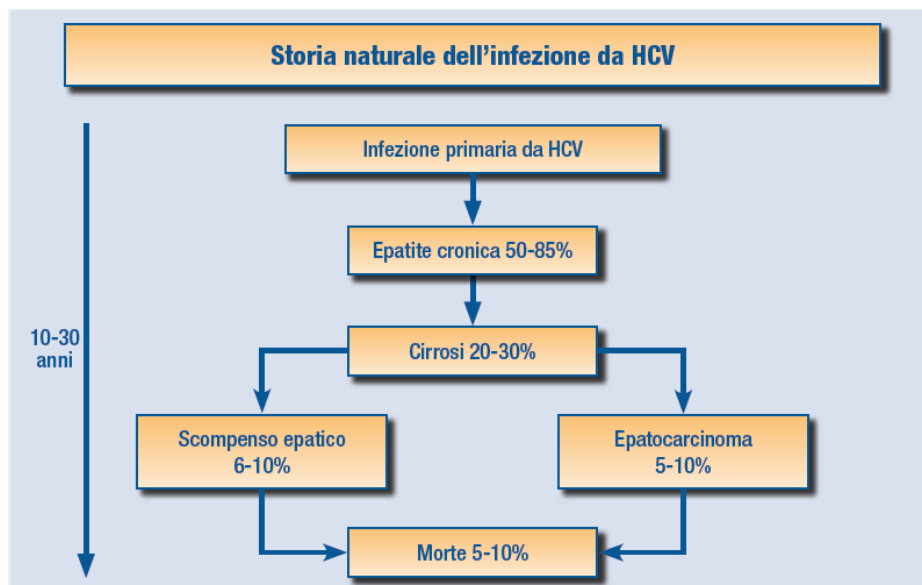 Storia naturale dell’infezione da HCV
Infezione primaria da HCV
Epatite cronica 50-85%
10-30
anni
Cirrosi 20-30%
Scompenso epatico
6-10%
Epatocarcinoma
5-10%
Morte 5-10%